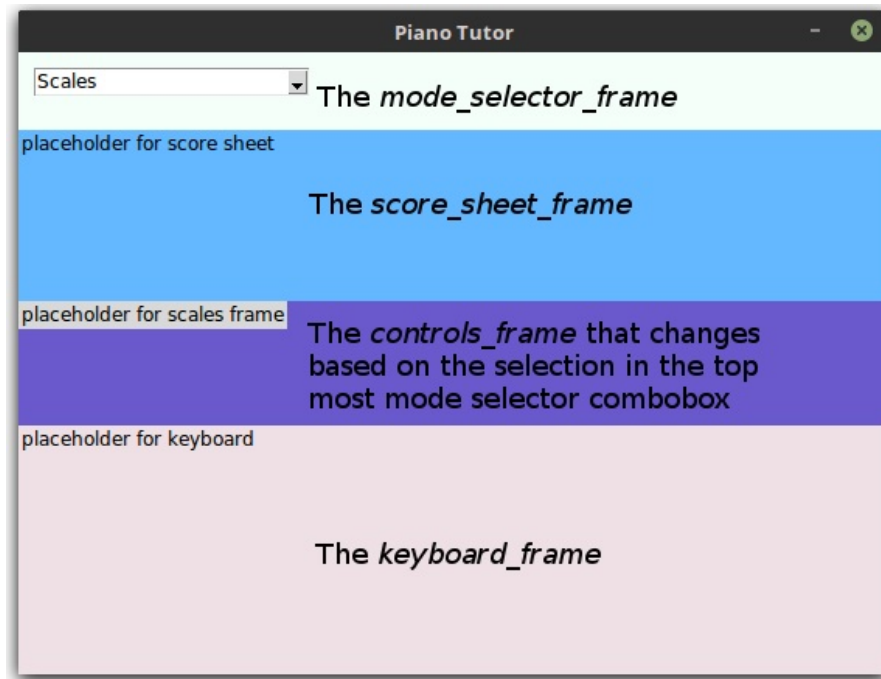 Piano Tutor
Scales
The mode_selector_frame
placeholder for score sheet
The score_sheet_frame
placeholder for scales frame
The controls_frame that changes
based on the selection in the top
most mode selector combobox
placeholder for keyboard
The keyboard_frame